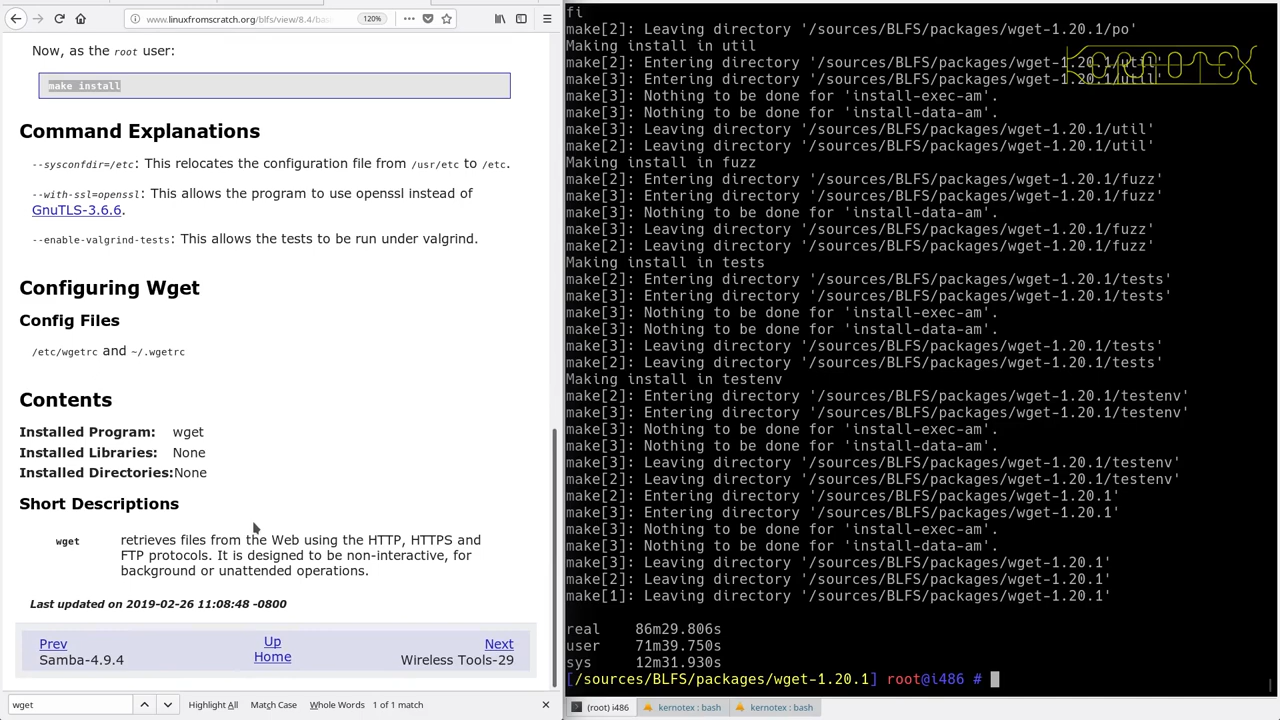 www.linuxfromscratch.org/blfs/view/8.4/bas
120%
Now, as the root user:
make install
Command Explanations
--sysconfdir=/etc: This relocates the configuration file from /usr/etc to /etc.
--with-ssl=openssl: This allows the program to use openssl instead of
GnuTLS-3.6.6.
--enable-valgrind-tests: This allows the tests to be run under valgrind.
Configuring Wget
Config Files
/etc/wgetrc and ~/.wgetrc
Contents
Installed Program: wget
Installed Libraries: None
Installed Directories:None
Short Descriptions
wget retrieves files from the Web using the HTTP, HTTPS and
FTP protocols. It is designed to be non-interactive, for
background or unattended operations.
Last updated on 2019-02-26 11:08:48 -0800
Prev Up Next
Samba-4.9.4 Home Wireless Tools-29
wget Highlight All Match Case Whole Words 1 of 1 match
fi
make[2]: Leaving directory '/sources/BLFS/packages/wget-1.20.1/po'
Making install in util
make[2]: Entering directory '/sources/BLFS/packages/wget-1.20.1/util'
make[3]: Entering directory '/sources/BLFS/packages/wget-1.20.1/util'
make[3]: Nothing to be done for 'install-exec-am'.
make[3]: Nothing to be done for 'install-data-am'.
make[3]: Leaving directory '/sources/BLFS/packages/wget-1.20.1/util'
make[2]: Leaving directory '/sources/BLFS/packages/wget-1.20.1/util'
Making install in fuzz
make[2]: Entering directory '/sources/BLFS/packages/wget-1.20.1/fuzz'
make[3]: Entering directory '/sources/BLFS/packages/wget-1.20.1/fuzz'
make[3]: Nothing to be done for 'install-data-am'.
make[3]: Leaving directory '/sources/BLFS/packages/wget-1.20.1/fuzz'
make[2]: Leaving directory '/sources/BLFS/packages/wget-1.20.1/fuzz'
Making install in tests
make[2]: Entering directory '/sources/BLFS/packages/wget-1.20.1/tests'
make[3]: Entering directory '/sources/BLFS/packages/wget-1.20.1/tests'
make[3]: Nothing to be done for 'install-exec-am'.
make[3]: Nothing to be done for 'install-data-am'.
make[3]: Leaving directory '/sources/BLFS/packages/wget-1.20.1/tests'
make[2]: Leaving directory '/sources/BLFS/packages/wget-1.20.1/tests'
Making install in testenv
make[2]: Entering directory '/sources/BLFS/packages/wget-1.20.1/testenv'
make[3]: Entering directory '/sources/BLFS/packages/wget-1.20.1/testenv'
make[3]: Nothing to be done for 'install-exec-am'.
make[3]: Nothing to be done for 'install-data-am'.
make[3]: Leaving directory '/sources/BLFS/packages/wget-1.20.1/testenv'
make[2]: Leaving directory '/sources/BLFS/packages/wget-1.20.1/testenv'
make[2]: Entering directory '/sources/BLFS/packages/wget-1.20.1'
make[3]: Entering directory '/sources/BLFS/packages/wget-1.20.1'
make[3]: Nothing to be done for 'install-exec-am'.
make[3]: Nothing to be done for 'install-data-am'.
make[3]: Leaving directory '/sources/BLFS/packages/wget-1.20.1'
make[2]: Leaving directory '/sources/BLFS/packages/wget-1.20.1'
make[1]: Leaving directory '/sources/BLFS/packages/wget-1.20.1'
real 86m29.806s
user 71m39.750s
sys 12m31.930s
[/sources/BLFS/packages/wget-1.20.1] root@i486 #
(root) i486 kernotex : bash kernotex : bash
KERNOTEX